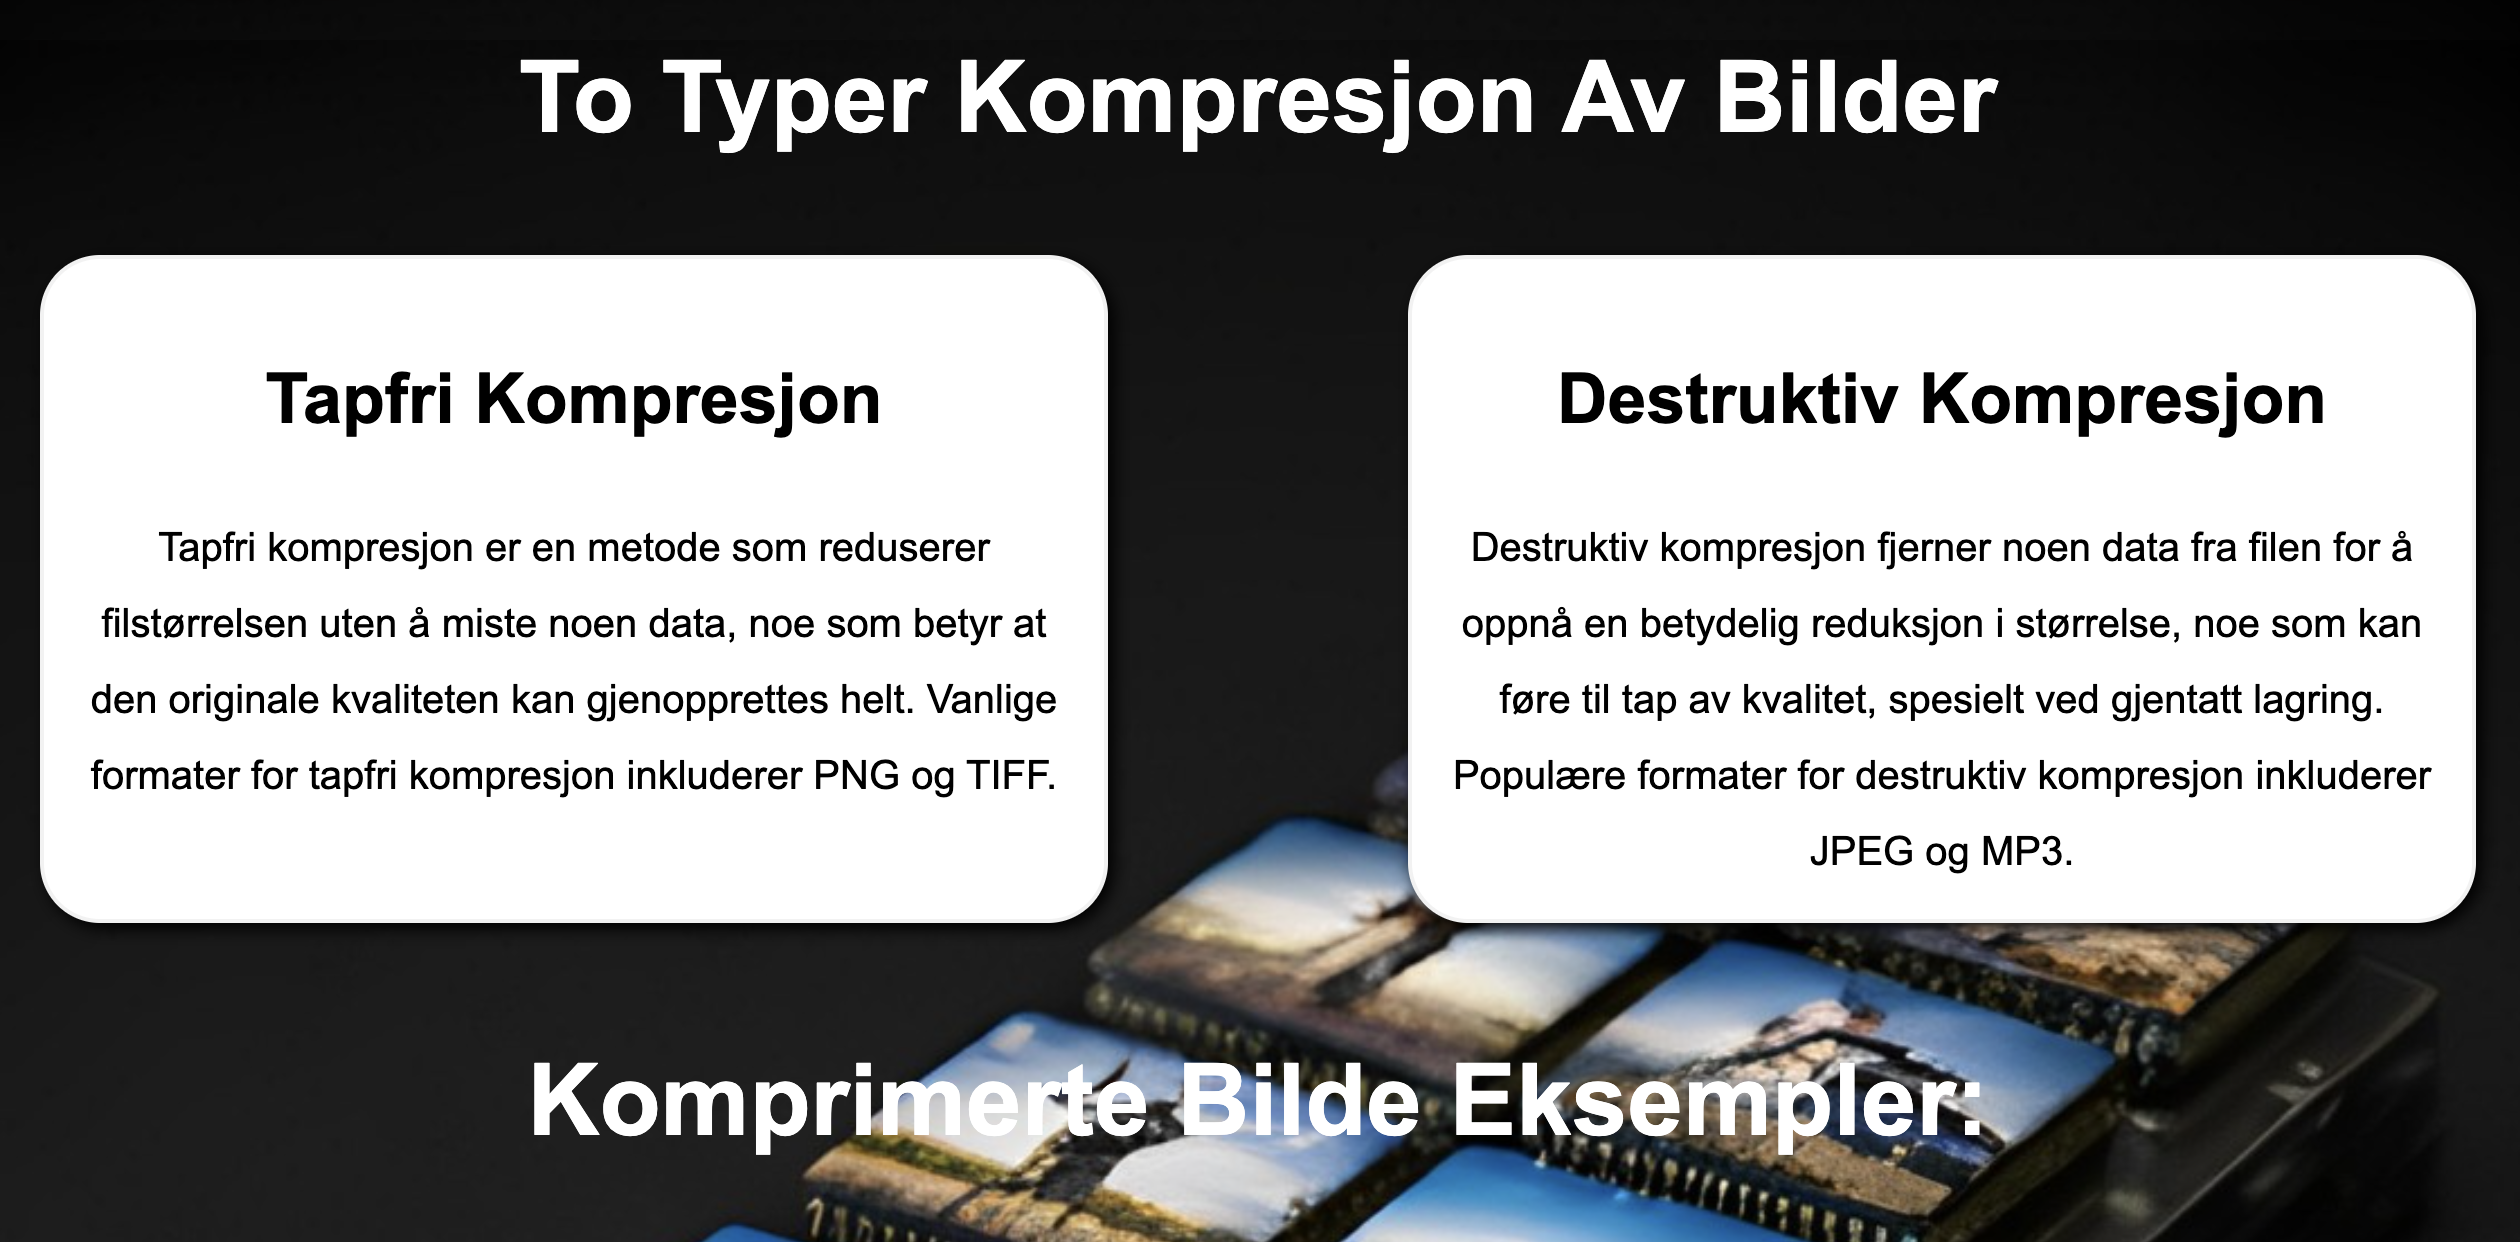 To Typer Kompresjon Av Bilder
Tapfri Kompresjon
Tapfri kompresjon er en metode som reduserer
filstørrelsen uten å miste noen data, noe som betyr at
den originale kvaliteten kan gjenopprettes helt. Vanlige
formater for tapfri kompresjon inkluderer PNG og TIFF.
Destruktiv Kompresjon
Destruktiv kompresjon fjerner noen data fra filen for å
oppnå en betydelig reduksjon i størrelse, noe som kan
føre til tap av kvalitet, spesielt ved gjentatt lagring.
Populære formater for destruktiv kompresjon inkluderer
JPEG og MP3.
Komprimerte Bilde Eksempler: